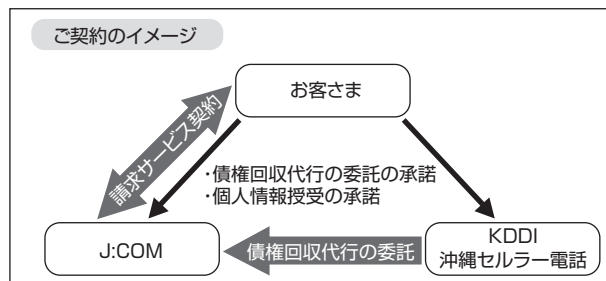 ご契約のイメージ
お客さま
請求サービス契約
・債権回収代行の委託の承諾
・個人情報授受の承諾
J:COM
債権回収代行の委託
KDDI
沖縄セルラー電話